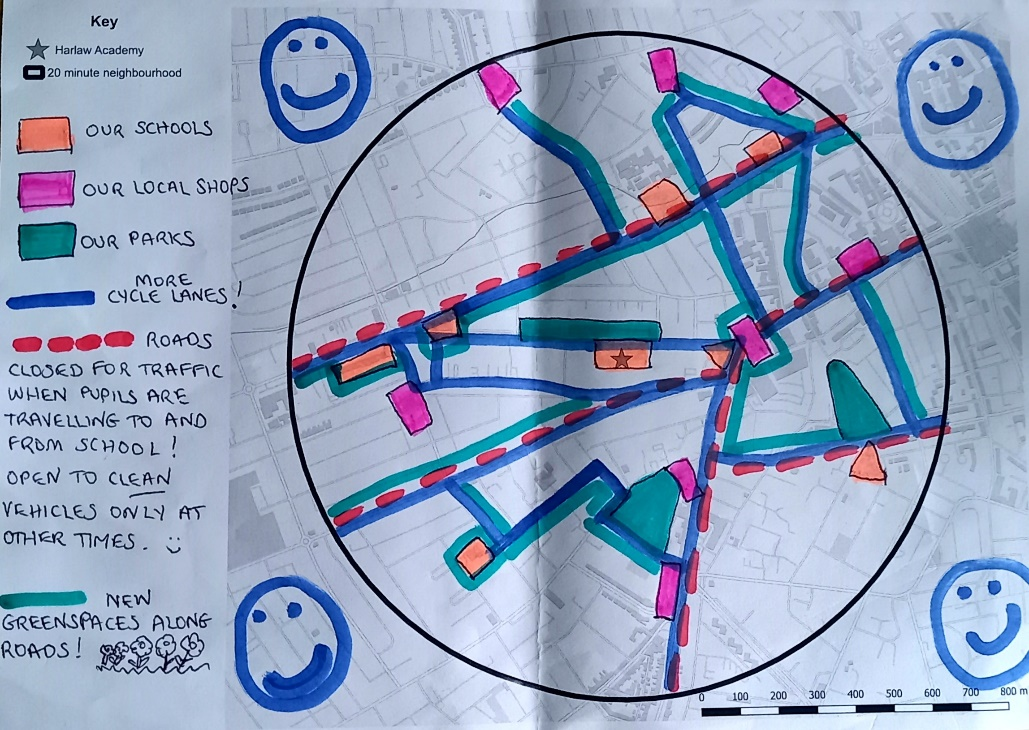 Key
Harlaw Academy
20 minute neighbourhood
OUR SCHOOLS
OUR LOCAL SHOPS
OUR PARKS
MORE
CYCLE LANES!
ROADS
CLOSED FOR TRAFFIC
WHEN PUPILS ARE
TRAVELLING TO AND
FROM SCHOOL!
OPEN TO CLEAN
VEHICLES ONLY AT
OTHER TIMES.
NEW
GREENSPACES ALONG
ROADS!
0 100 200 300 400 500 600 700 800 m